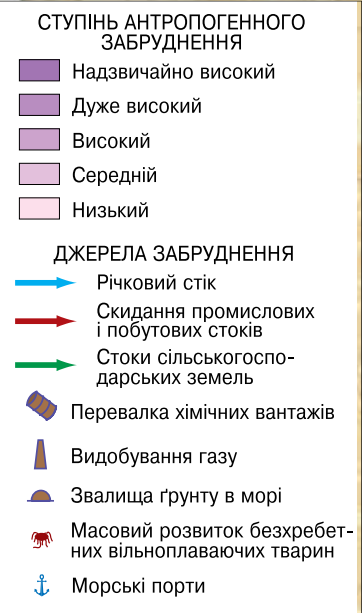 СТУПІНЬ АНТРОПОГЕННОГО
ЗАБРУДНЕННЯ
Надзвичайно високий
Дуже високий
Високий
Середній
Низький
ДЖЕРЕЛА ЗАБРУДНЕННЯ
Річковий стік
Скидання промислових
і побутових стоків
Стоки сільськогоспо-
дарських земель
Перевалка хімічних вантажів
Видобування газу
Звалища ґрунту в морі
Масовий розвиток безхребет-
них вільноплаваючих тварин
Морські порти